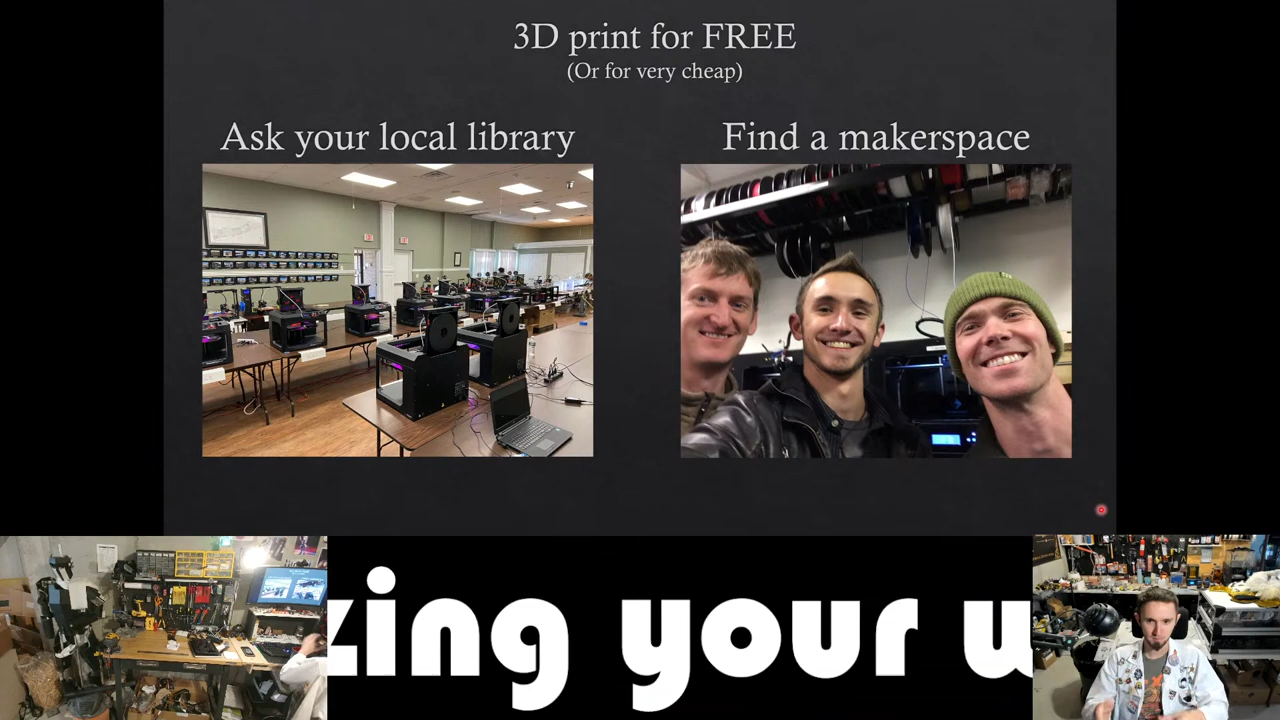 3D print for FREE
(Or for very cheap)
Ask your local library
Find a makerspace
zing your w